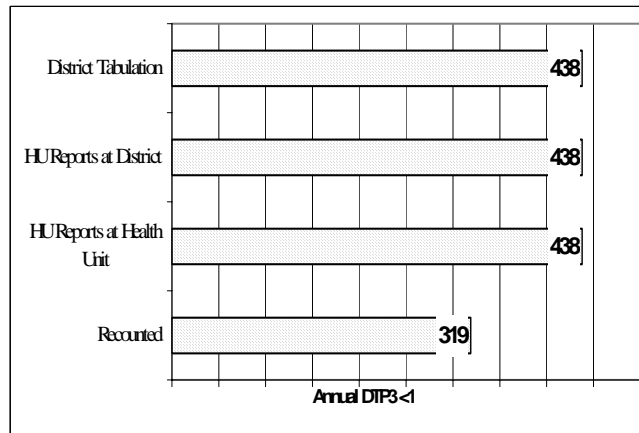 District Tabulation
438
HU Reports at District
438
HU Reports at Health
Unit
438
Recounted
319
Annual DTP3 <1